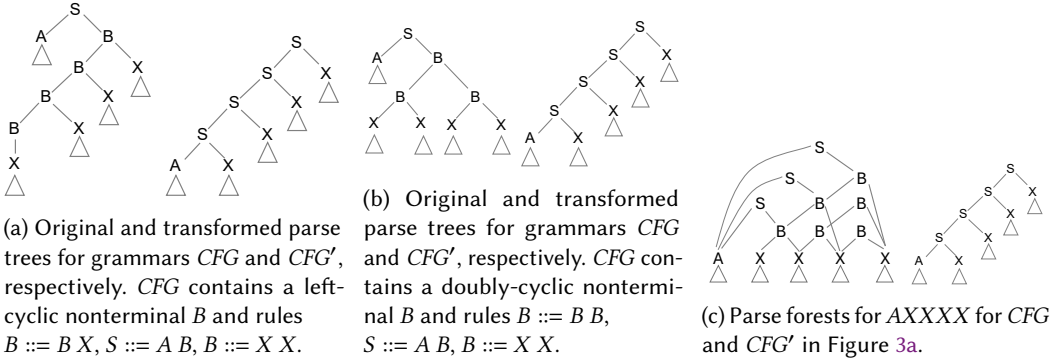 S
A B
B X
B X
B X
X
S
S X
S X
S X
A X
(a) Original and transformed parse
trees for grammars CFG and CFG′,
respectively. CFG contains a left-
cyclic nonterminal B and rules
B ::= B X, S ::= A B, B ::= X X.
S
A B
B B
X X X X
S
S X
S X
S X
A X
(b) Original and transformed
parse trees for grammars CFG
and CFG′, respectively. CFG con-
tains a doubly-cyclic nontermi-
nal B and rules B ::= B B,
S ::= A B, B ::= X X.
S
S B
S B B
B B B
A X X X X
S
S X
S X
S X
A X
(c) Parse forests for AXXXX for CFG
and CFG′ in Figure 3a.